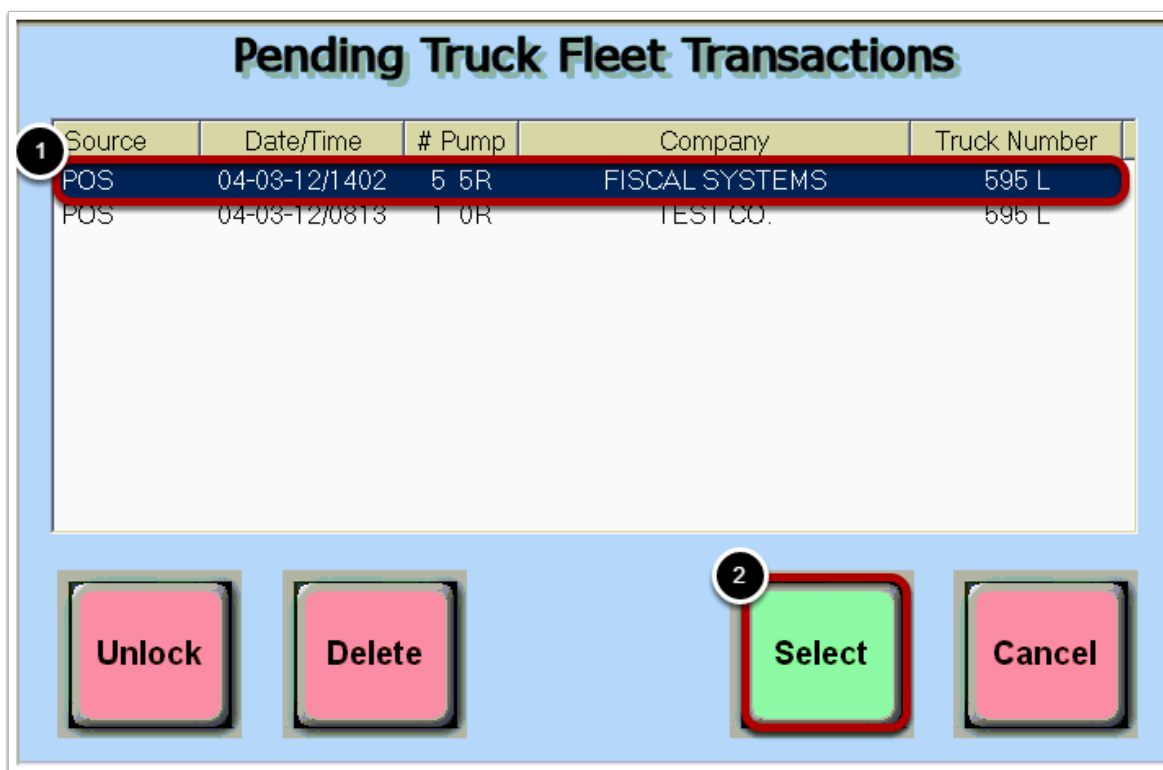 Pending Truck Fleet Transactions
1 Source Date/Time # Pump Company Truck Number
POS 04-03-12/1402 5 5R FISCAL SYSTEMS 595 L
POS 04-03-12/0813 1 0R TEST CO. 595 L
2
Unlock Delete Select Cancel